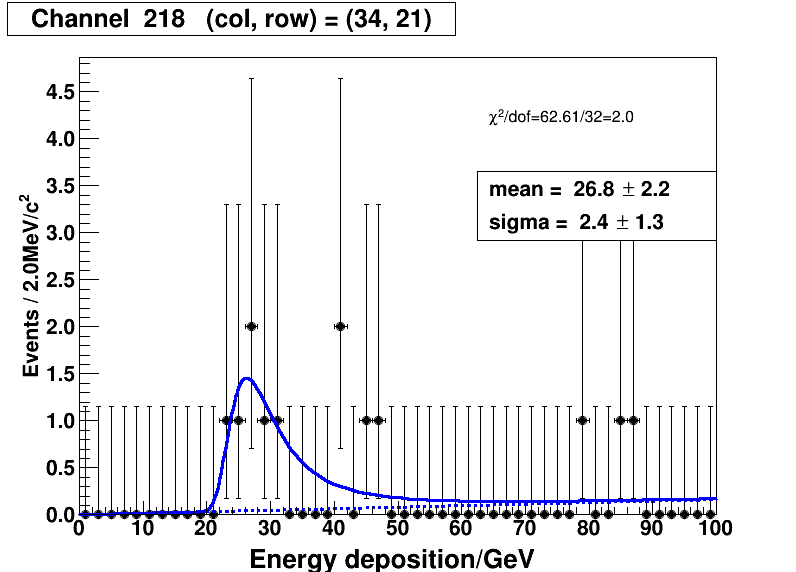 Channel  218   (col, row) = (34, 21)
χ²/dof=62.61/32=2.0
mean =  26.8 ± 2.2
sigma =  2.4 ± 1.3
Events / 2.0MeV/c²
4.5
4.0
3.5
3.0
2.5
2.0
1.5
1.0
0.5
0.0
0 10 20 30 40 50 60 70 80 90 100
Energy deposition/GeV